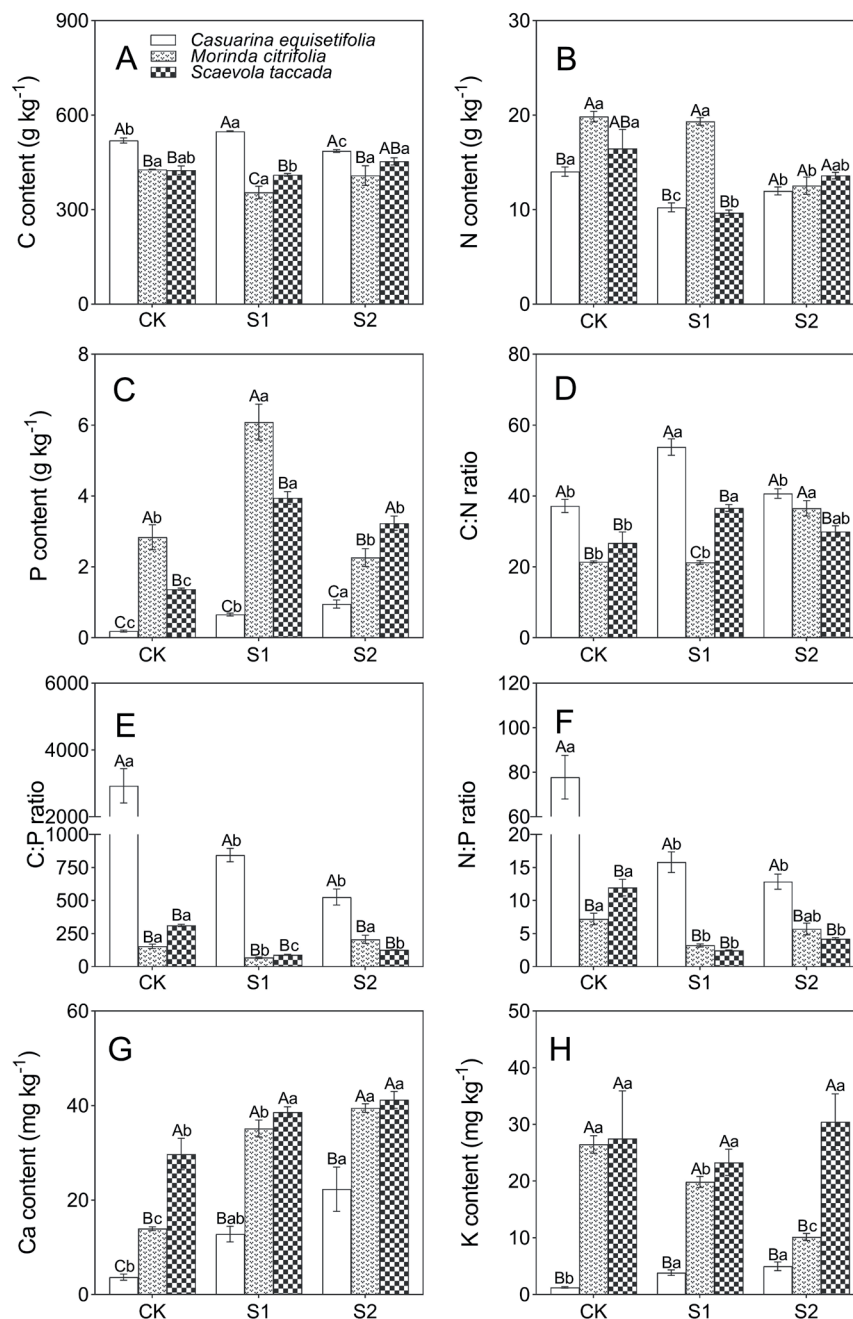 A
Casuarina equisetifolia
Morinda citrifolia
Scaevola taccada
C content (g kg⁻¹)
900
600
300
0
Ab
Ba
Bab
Aa
Ca
Bb
Ac
Ba
ABa
CK
S1
S2
B
N content (g kg⁻¹)
30
20
10
0
Ba
Aa
ABa
Bc
Aa
Bb
Ab
Ab
Aab
CK
S1
S2
C
P content (g kg⁻¹)
8
6
4
2
0
Cc
Ab
Bc
Cb
Aa
Ba
Ca
Bb
Ab
CK
S1
S2
D
C:N ratio
80
60
40
20
0
Ab
Bb
Bb
Aa
Cb
Ba
Ab
Aa
Bab
CK
S1
S2
E
C:P ratio
6000
4000
2000
1000
750
500
250
0
Aa
Ba
Ba
Ab
Bb
Bc
Ab
Ba
Bb
CK
S1
S2
F
N:P ratio
120
100
80
60
20
15
10
5
0
Aa
Ba
Ba
Ab
Bb
Bb
Ab
Bab
Bb
CK
S1
S2
G
Ca content (mg kg⁻¹)
60
40
20
0
Cb
Bc
Ab
Bab
Ab
Aa
Ba
Aa
Aa
CK
S1
S2
H
K content (mg kg⁻¹)
50
40
30
20
10
0
Bb
Aa
Aa
Ba
Ab
Aa
Ba
Bc
Aa
CK
S1
S2